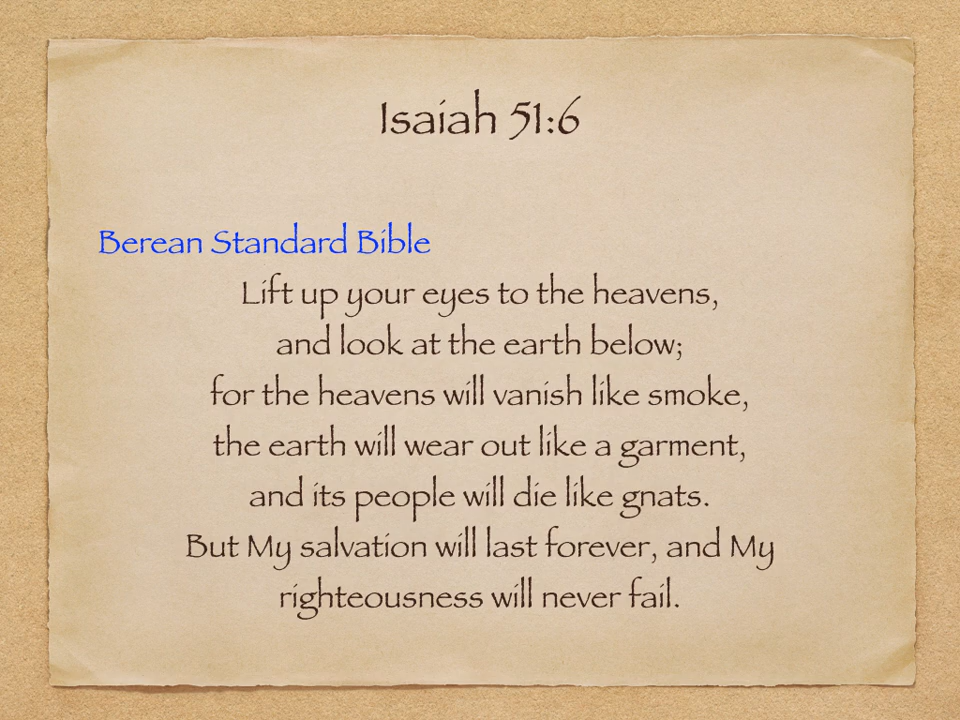 Isaiah 51:6
Berean Standard Bible
Lift up your eyes to the heavens,
and look at the earth below;
for the heavens will vanish like smoke,
the earth will wear out like a garment,
and its people will die like gnats.
But My salvation will last forever, and My
righteousness will never fail.